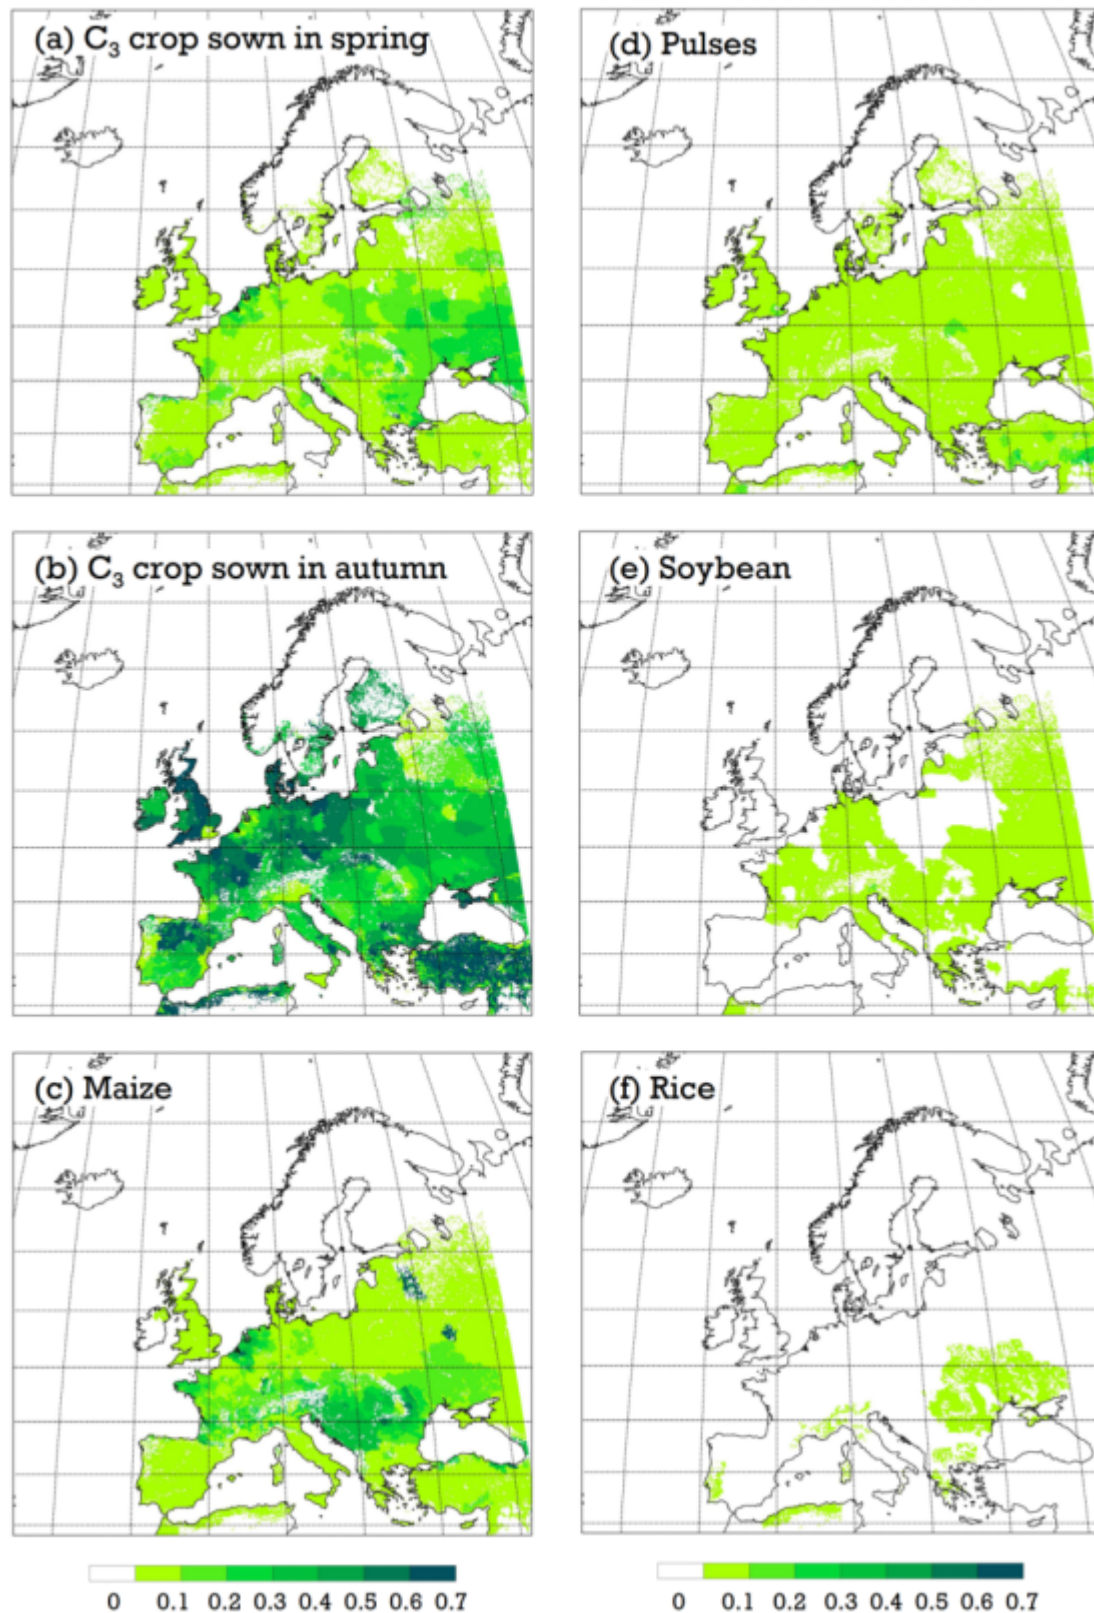 (a) C₃ crop sown in spring
(d) Pulses
(b) C₃ crop sown in autumn
(e) Soybean
(c) Maize
(f) Rice
0 0.1 0.2 0.3 0.4 0.5 0.6 0.7
0 0.1 0.2 0.3 0.4 0.5 0.6 0.7